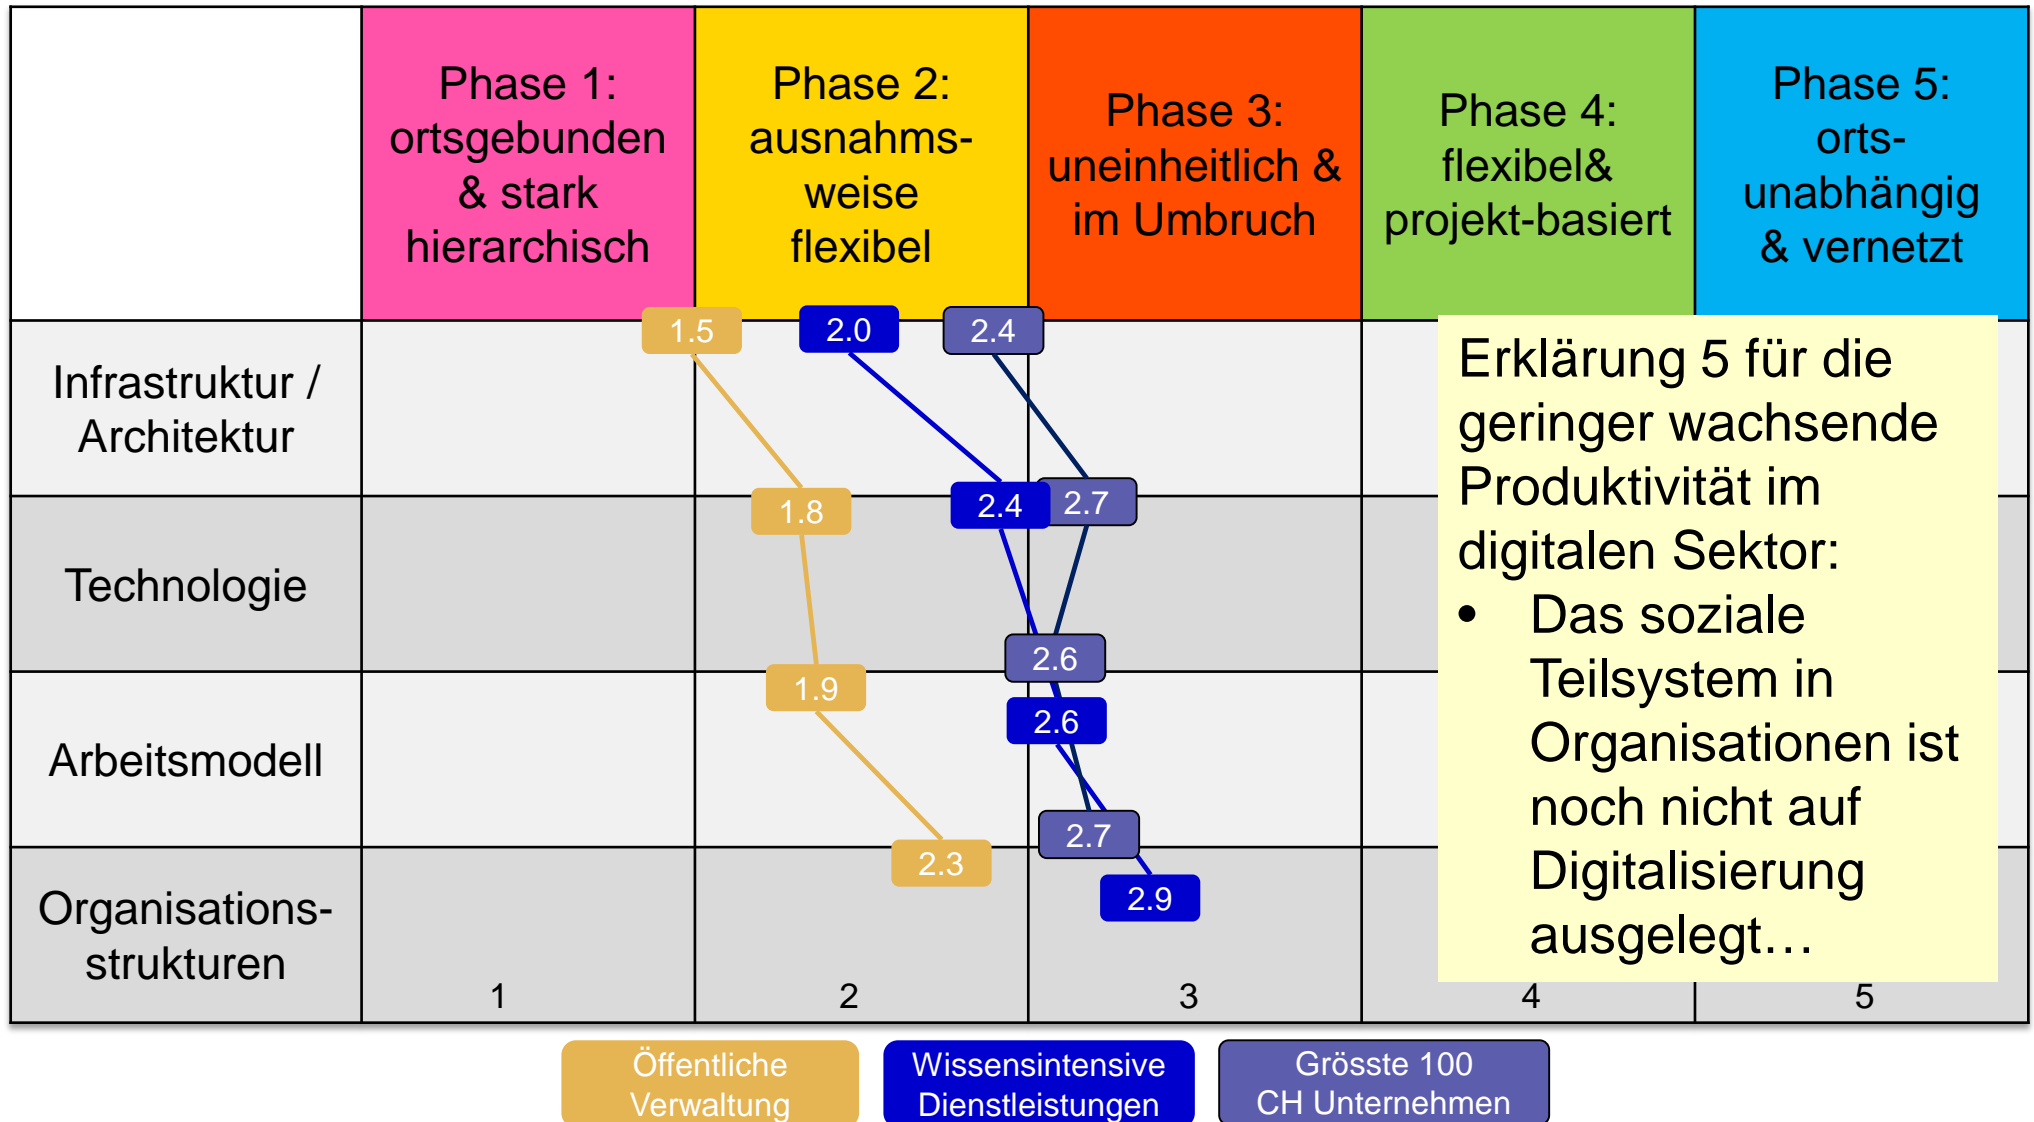 Phase 1:
ortsgebunden
& stark
hierarchisch
Phase 2:
ausnahms-
weise
flexibel
Phase 3:
uneinheitlich &
im Umbruch
Phase 4:
flexibel&
projekt-basiert
Phase 5:
orts-
unabhängig
& vernetzt
1.5
2.0
2.4
Infrastruktur /
Architektur
1.8
2.4
2.7
Technologie
1.9
2.6
2.6
Arbeitsmodell
2.3
2.7
2.9
Organisations-
strukturen
1
2
3
4
5
Erklärung 5 für die
geringer wachsende
Produktivität im
digitalen Sektor:
• Das soziale
Teilsystem in
Organisationen ist
noch nicht auf
Digitalisierung
ausgelegt…
Öffentliche
Verwaltung
Wissensintensive
Dienstleistungen
Grösste 100
CH Unternehmen